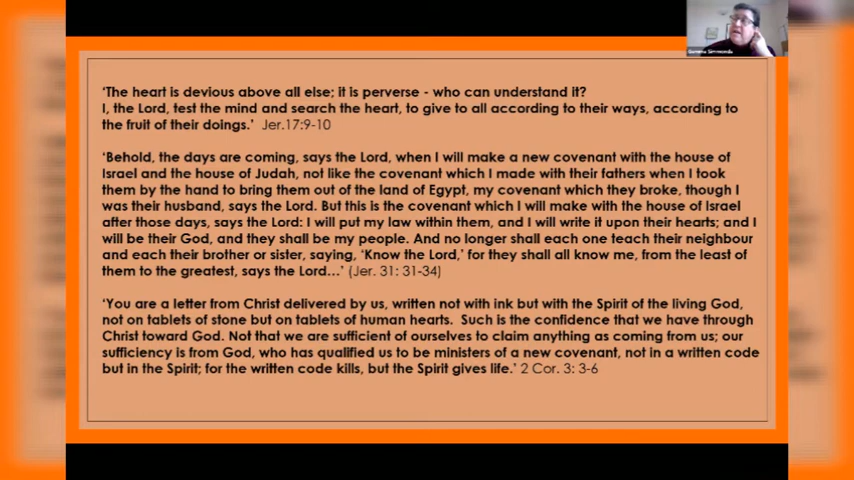 Gemma Simmonds
‘The heart is devious above all else; it is perverse - who can understand it?
I, the Lord, test the mind and search the heart, to give to all according to their ways, according to
the fruit of their doings.’ Jer.17:9-10
‘Behold, the days are coming, says the Lord, when I will make a new covenant with the house of
Israel and the house of Judah, not like the covenant which I made with their fathers when I took
them by the hand to bring them out of the land of Egypt, my covenant which they broke, though I
was their husband, says the Lord. But this is the covenant which I will make with the house of Israel
after those days, says the Lord: I will put my law within them, and I will write it upon their hearts; and I
will be their God, and they shall be my people. And no longer shall each one teach their neighbour
and each their brother or sister, saying, ‘Know the Lord,’ for they shall all know me, from the least of
them to the greatest, says the Lord...’ (Jer. 31: 31-34)
‘You are a letter from Christ delivered by us, written not with ink but with the Spirit of the living God,
not on tablets of stone but on tablets of human hearts. Such is the confidence that we have through
Christ toward God. Not that we are sufficient of ourselves to claim anything as coming from us; our
sufficiency is from God, who has qualified us to be ministers of a new covenant, not in a written code
but in the Spirit; for the written code kills, but the Spirit gives life.’ 2 Cor. 3: 3-6